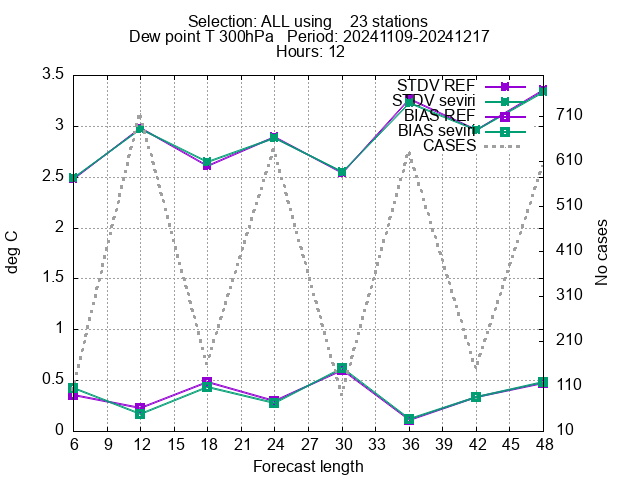 Selection: ALL using    23 stations
Dew point T 300hPa   Period: 20241109-20241217
Hours: 12
STDV REF
STDV seviri
BIAS REF
BIAS seviri
CASES
3.5
3
2.5
2
1.5
1
0.5
0
710
610
510
410
310
210
110
10
deg C
No cases
6 9 12 15 18 21 24 27 30 33 36 39 42 45 48
Forecast length